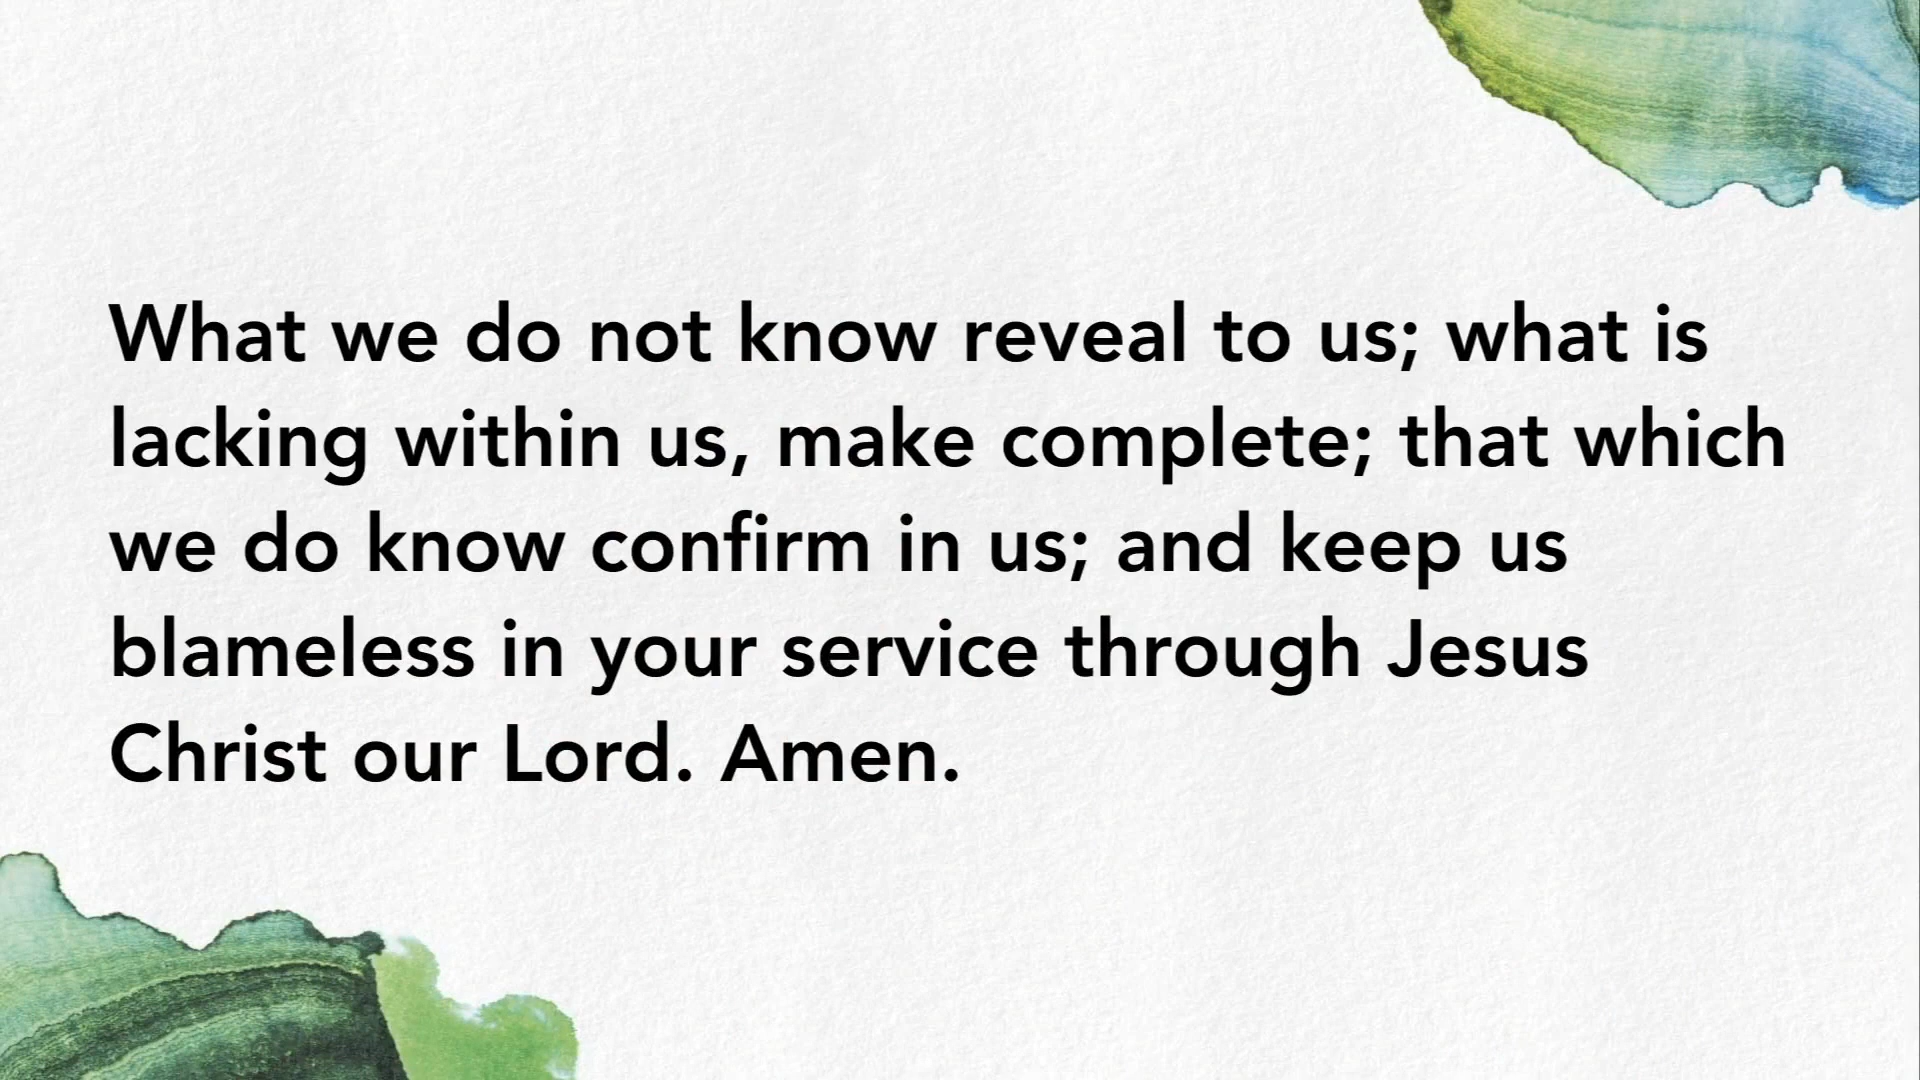 What we do not know reveal to us; what is
lacking within us, make complete; that which
we do know confirm in us; and keep us
blameless in your service through Jesus
Christ our Lord. Amen.